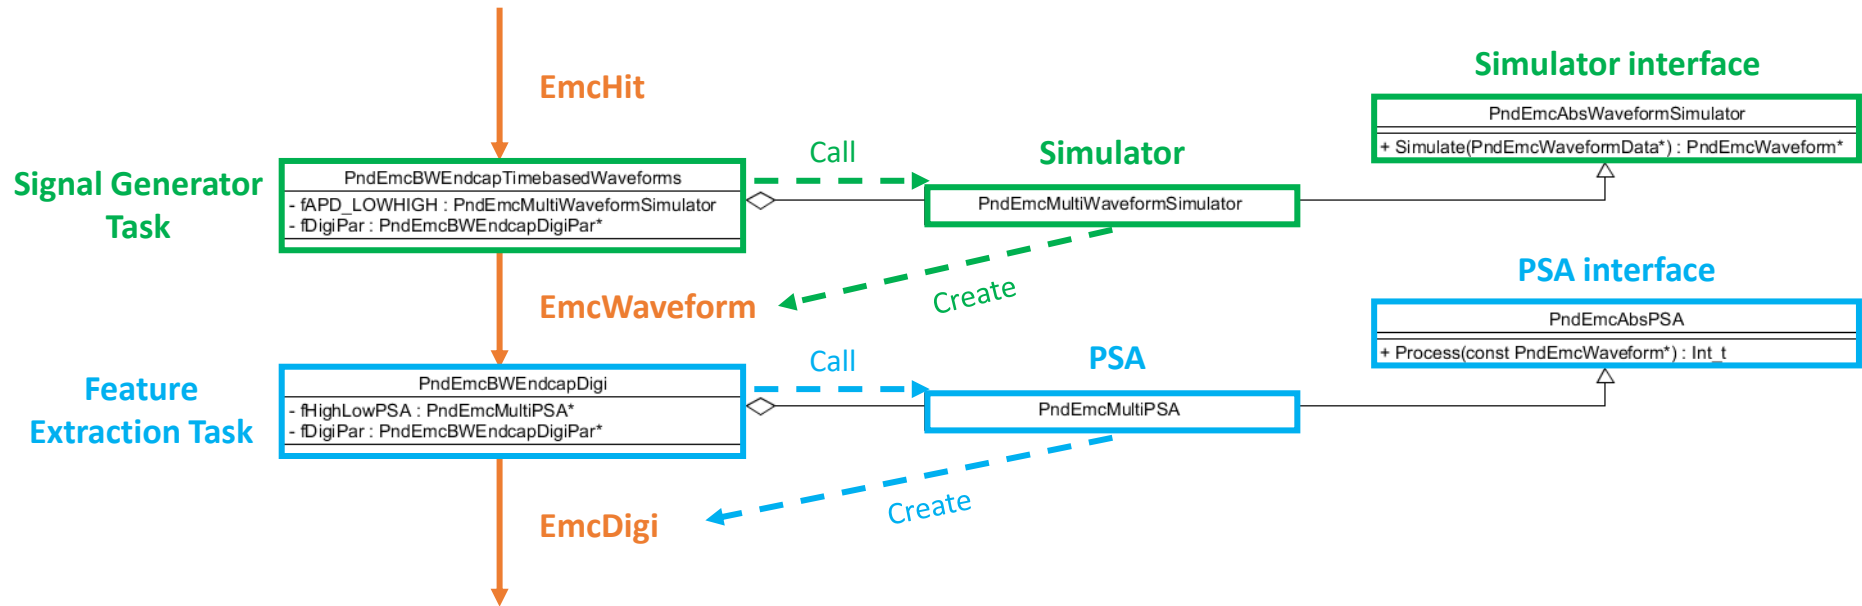 EmcHit
Simulator interface
PndEmcAbsWaveformSimulator
+ Simulate(PndEmcWaveformData*) : PndEmcWaveform*
Call
Simulator
Signal Generator
Task
PndEmcBWEndcapTimebasedWaveforms
- fAPD_LOWHIGH : PndEmcMultiWaveformSimulator
- fDigiPar : PndEmcBWEndcapDigiPar*
PndEmcMultiWaveformSimulator
EmcWaveform
Create
PSA interface
PndEmcAbsPSA
+ Process(const PndEmcWaveform*) : Int_t
Call
PSA
Feature
Extraction Task
PndEmcBWEndcapDigi
- fHighLowPSA : PndEmcMultiPSA*
- fDigiPar : PndEmcBWEndcapDigiPar*
PndEmcMultiPSA
Create
EmcDigi